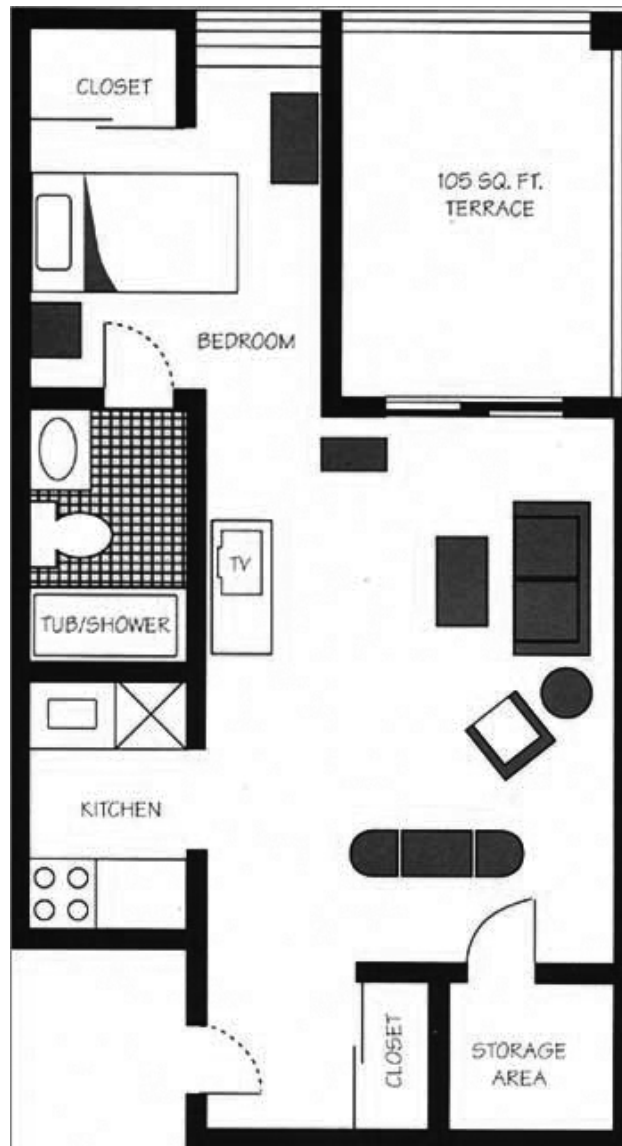 CLOSET
105 SQ. FT.
TERRACE
BEDROOM
TV
TUB/SHOWER
KITCHEN
CLOSET
STORAGE
AREA